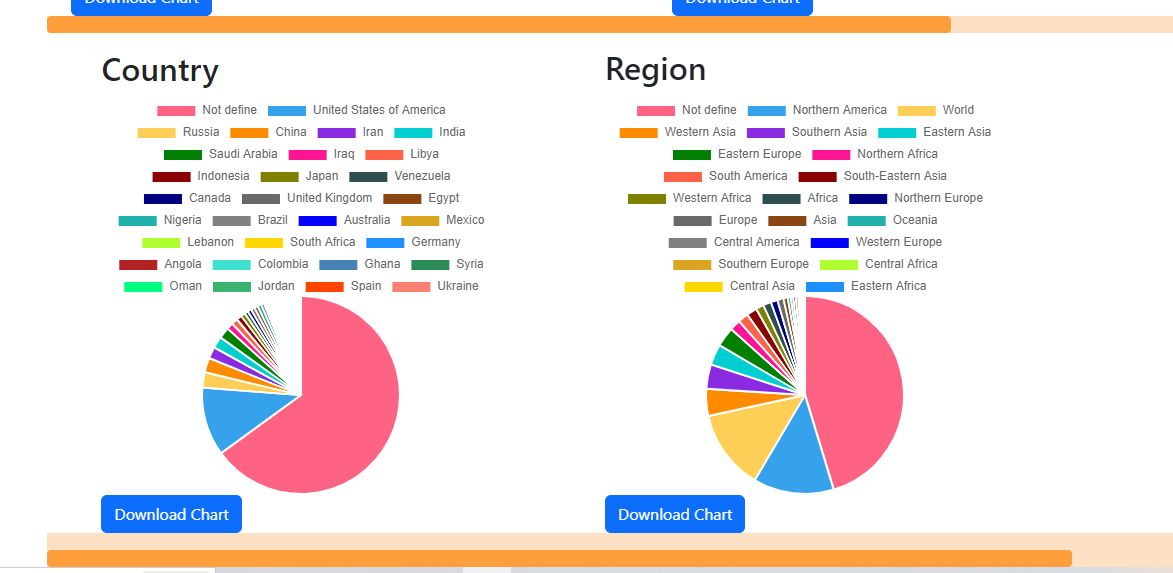 Download Chart Download Chart
Country
Not define United States of America
Russia China Iran India
Saudi Arabia Iraq Libya
Indonesia Japan Venezuela
Canada United Kingdom Egypt
Nigeria Brazil Australia Mexico
Lebanon South Africa Germany
Angola Colombia Ghana Syria
Oman Jordan Spain Ukraine
Download Chart
Region
Not define Northern America World
Western Asia Southern Asia Eastern Asia
Eastern Europe Northern Africa
South America South-Eastern Asia
Western Africa Africa Northern Europe
Europe Asia Oceania
Central America Western Europe
Southern Europe Central Africa
Central Asia Eastern Africa
Download Chart